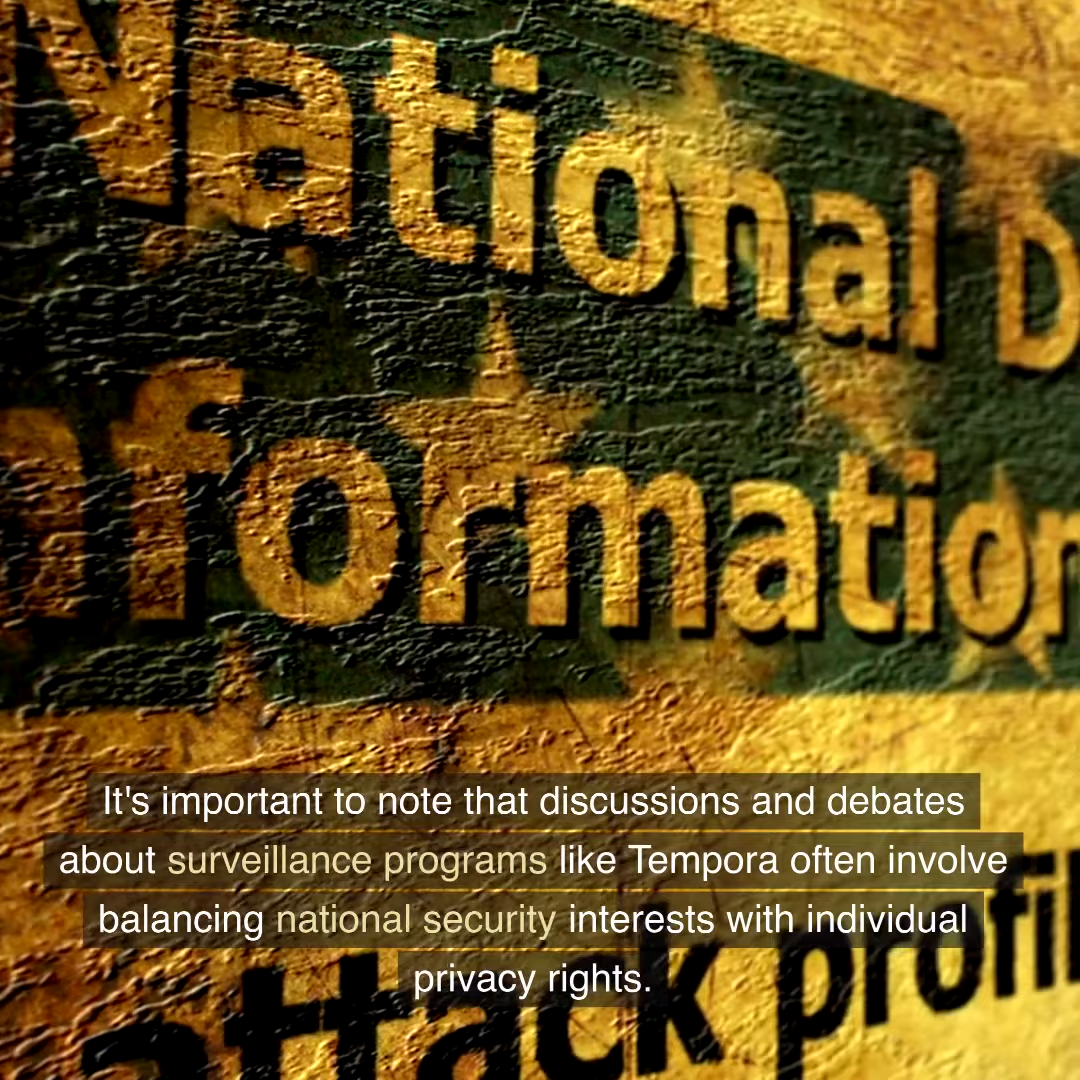 National D
nformation
It's important to note that discussions and debates
about surveillance programs like Tempora often involve
balancing national security interests with individual
privacy rights.
attack profil